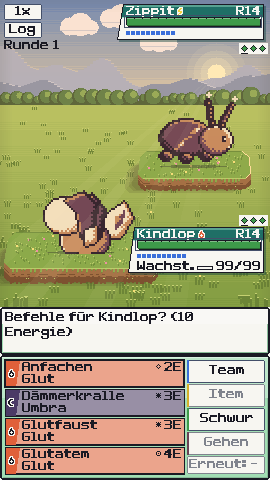 1x
Zippit R14
Log
Runde 1
Kindlop R14
Wachst. 99/99
Befehle für Kindlop? (10
Energie)
Anfachen 2E
Glut
Dämmerkralle 3E
Umbra
Glutfaust 3E
Glut
Glutatem 4E
Glut
Team
Item
Schwur
Gehen
Erneut:-